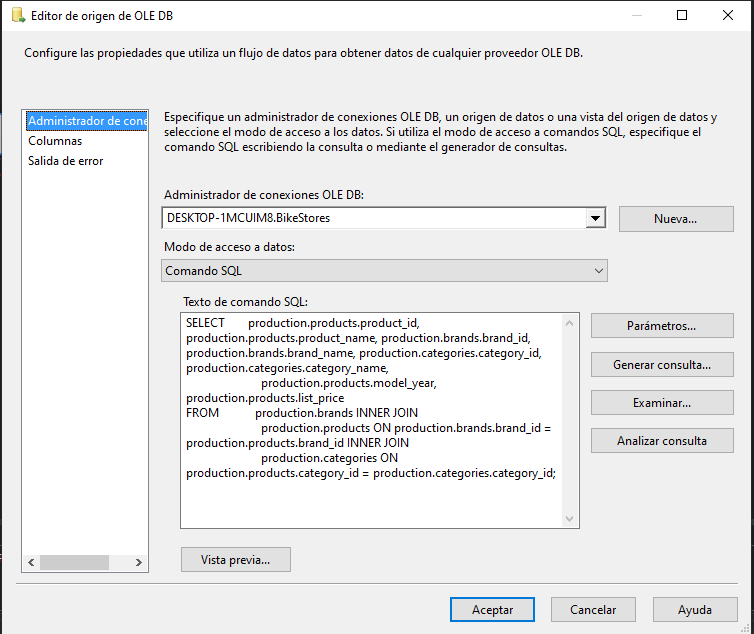 Editor de origen de OLE DB
Configure las propiedades que utiliza un flujo de datos para obtener datos de cualquier proveedor OLE DB.
Administrador de cone
Columnas
Salida de error
Especifique un administrador de conexiones OLE DB, un origen de datos o una vista del origen de datos y
seleccione el modo de acceso a los datos. Si utiliza el modo de acceso a comandos SQL, especifique el
comando SQL escribiendo la consulta o mediante el generador de consultas.
Administrador de conexiones OLE DB:
DESKTOP-1MCUIM8.BikeStores
Nueva...
Modo de acceso a datos:
Comando SQL
Texto de comando SQL:
SELECT production.products.product_id,
production.products.product_name, production.brands.brand_id,
production.brands.brand_name, production.categories.category_id,
production.categories.category_name,
production.products.model_year,
production.products.list_price
FROM production.brands INNER JOIN
production.products ON production.brands.brand_id =
production.products.brand_id INNER JOIN
production.categories ON
production.products.category_id = production.categories.category_id;
Parámetros...
Generar consulta...
Examinar...
Analizar consulta
Vista previa...
Aceptar
Cancelar
Ayuda